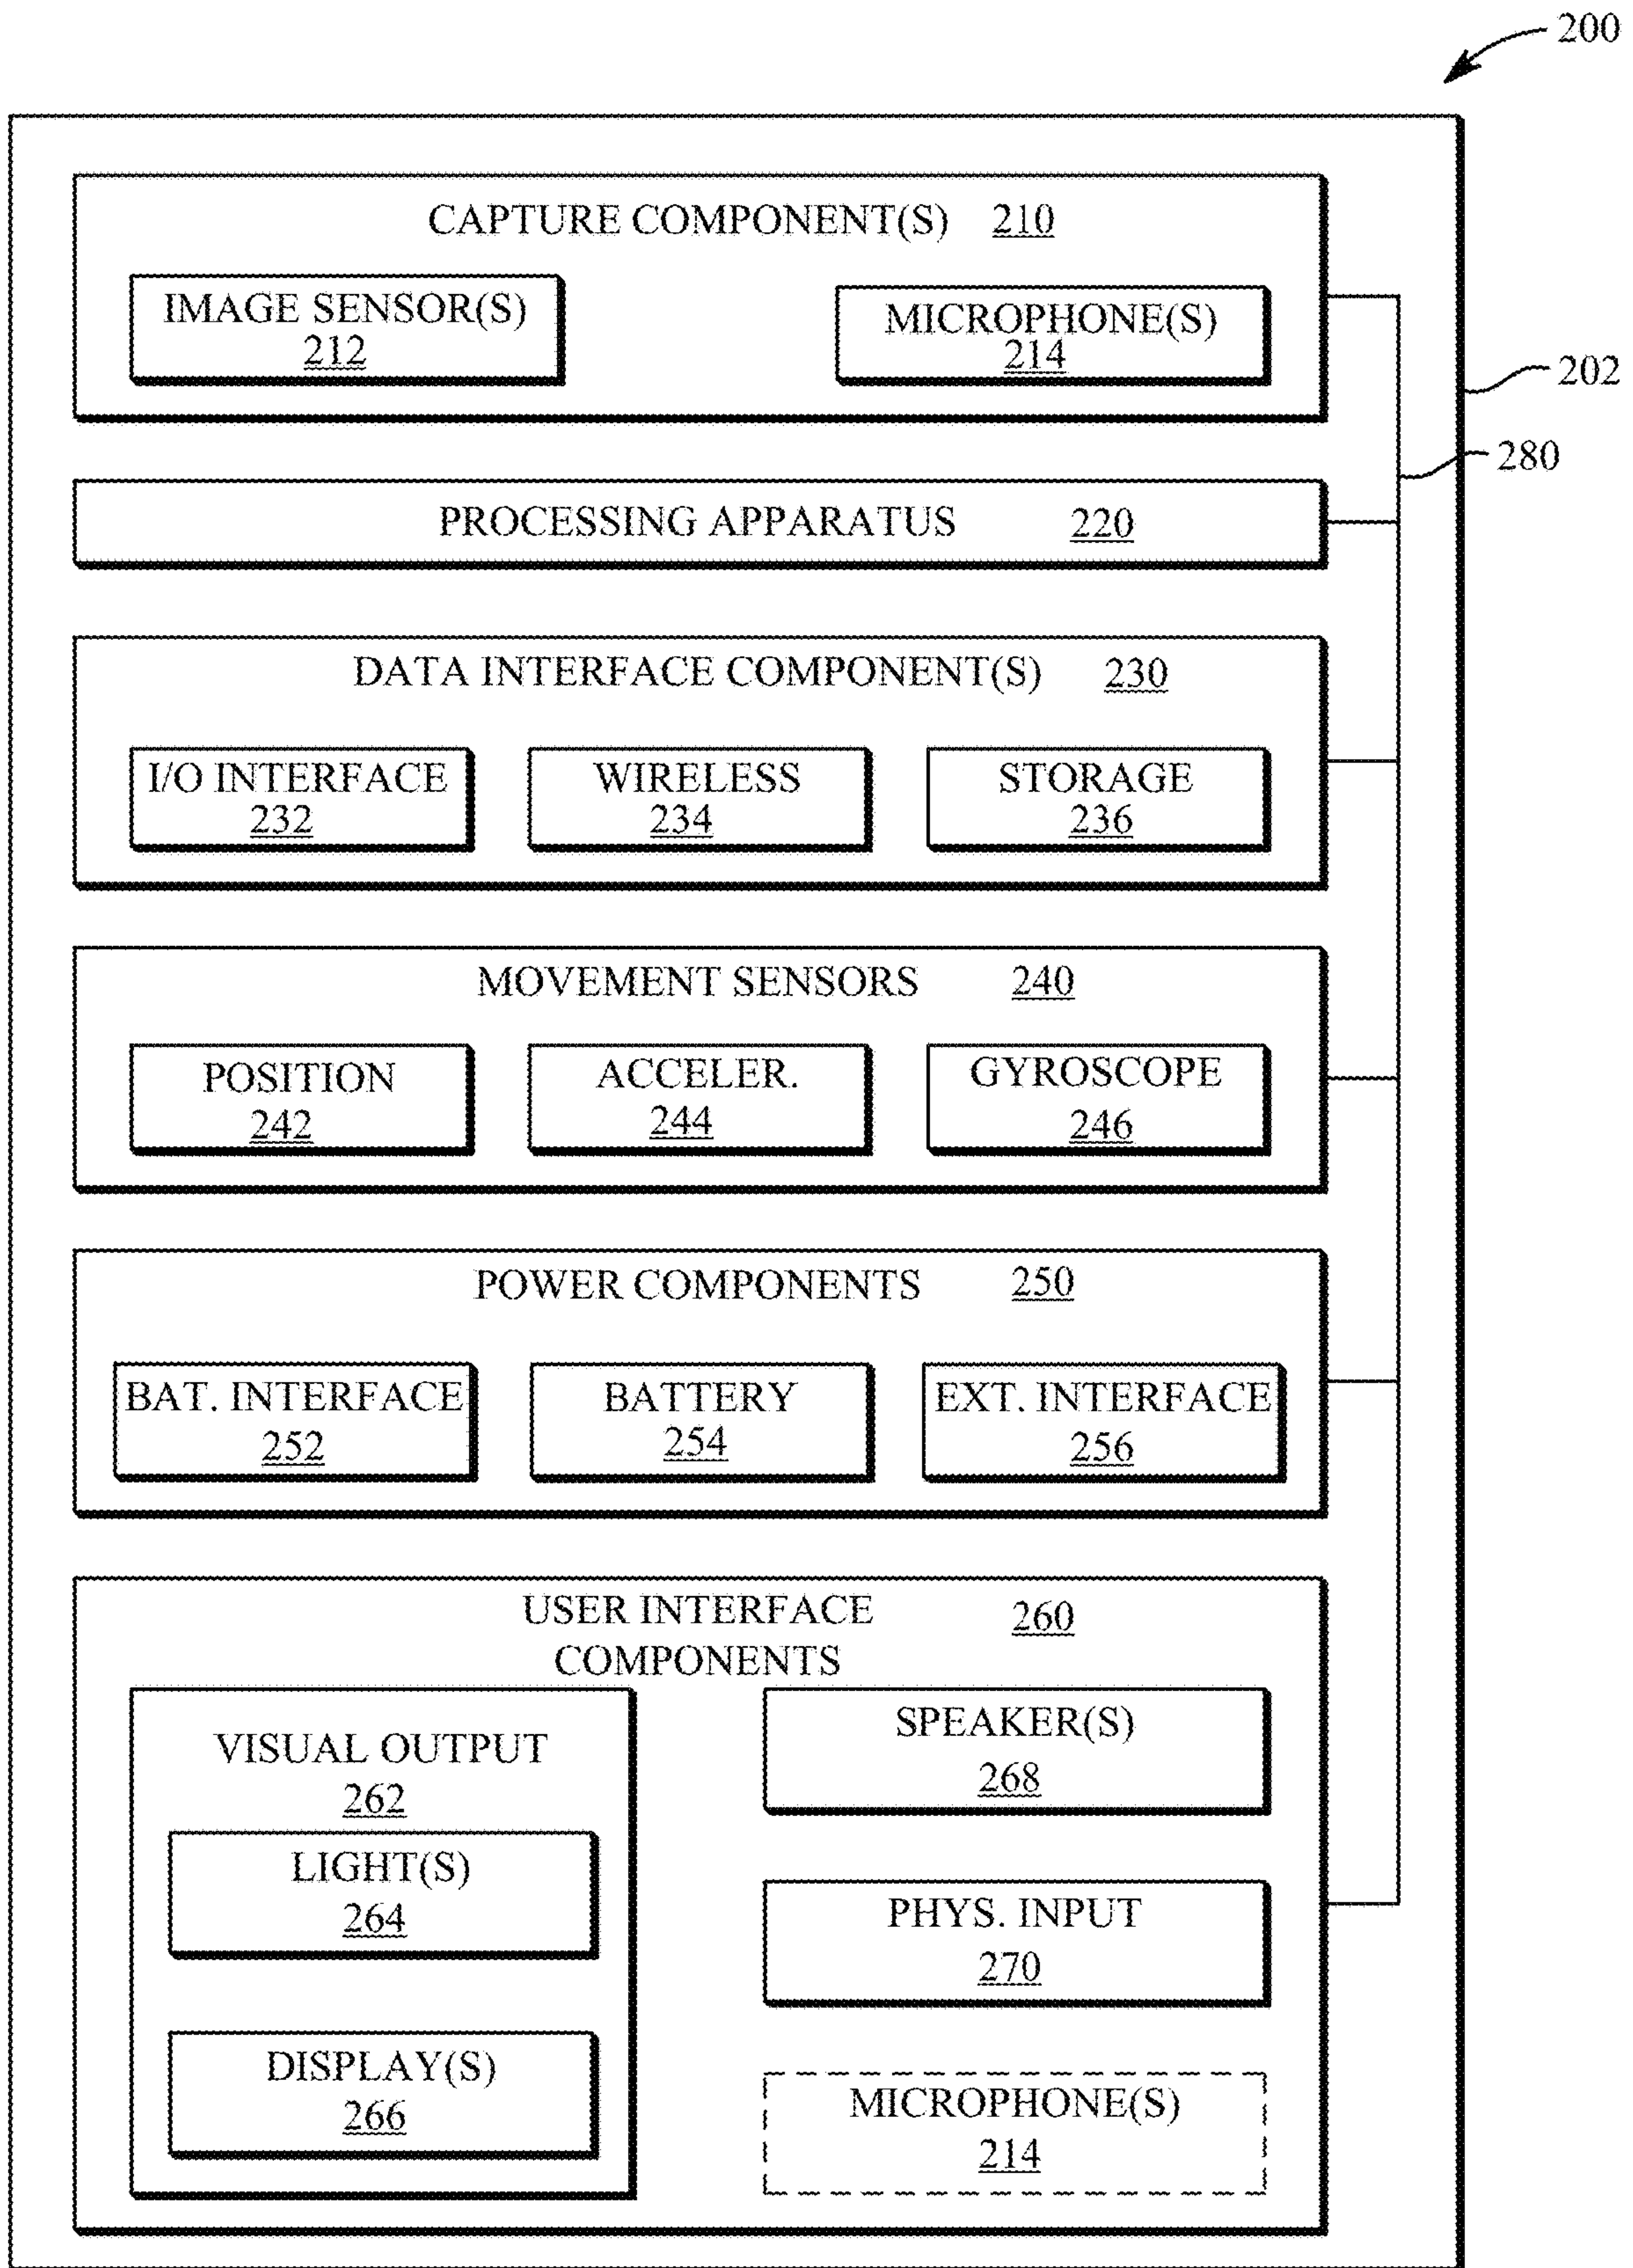 200
CAPTURE COMPONENT(S) 210
IMAGE SENSOR(S)
212
MICROPHONE(S)
214
202
280
PROCESSING APPARATUS 220
DATA INTERFACE COMPONENT(S) 230
I/O INTERFACE
232
WIRELESS
234
STORAGE
236
MOVEMENT SENSORS 240
POSITION
242
ACCELER.
244
GYROSCOPE
246
POWER COMPONENTS 250
BAT. INTERFACE
252
BATTERY
254
EXT. INTERFACE
256
USER INTERFACE 260
COMPONENTS
VISUAL OUTPUT
262
LIGHT(S)
264
DISPLAY(S)
266
SPEAKER(S)
268
PHYS. INPUT
270
MICROPHONE(S)
214